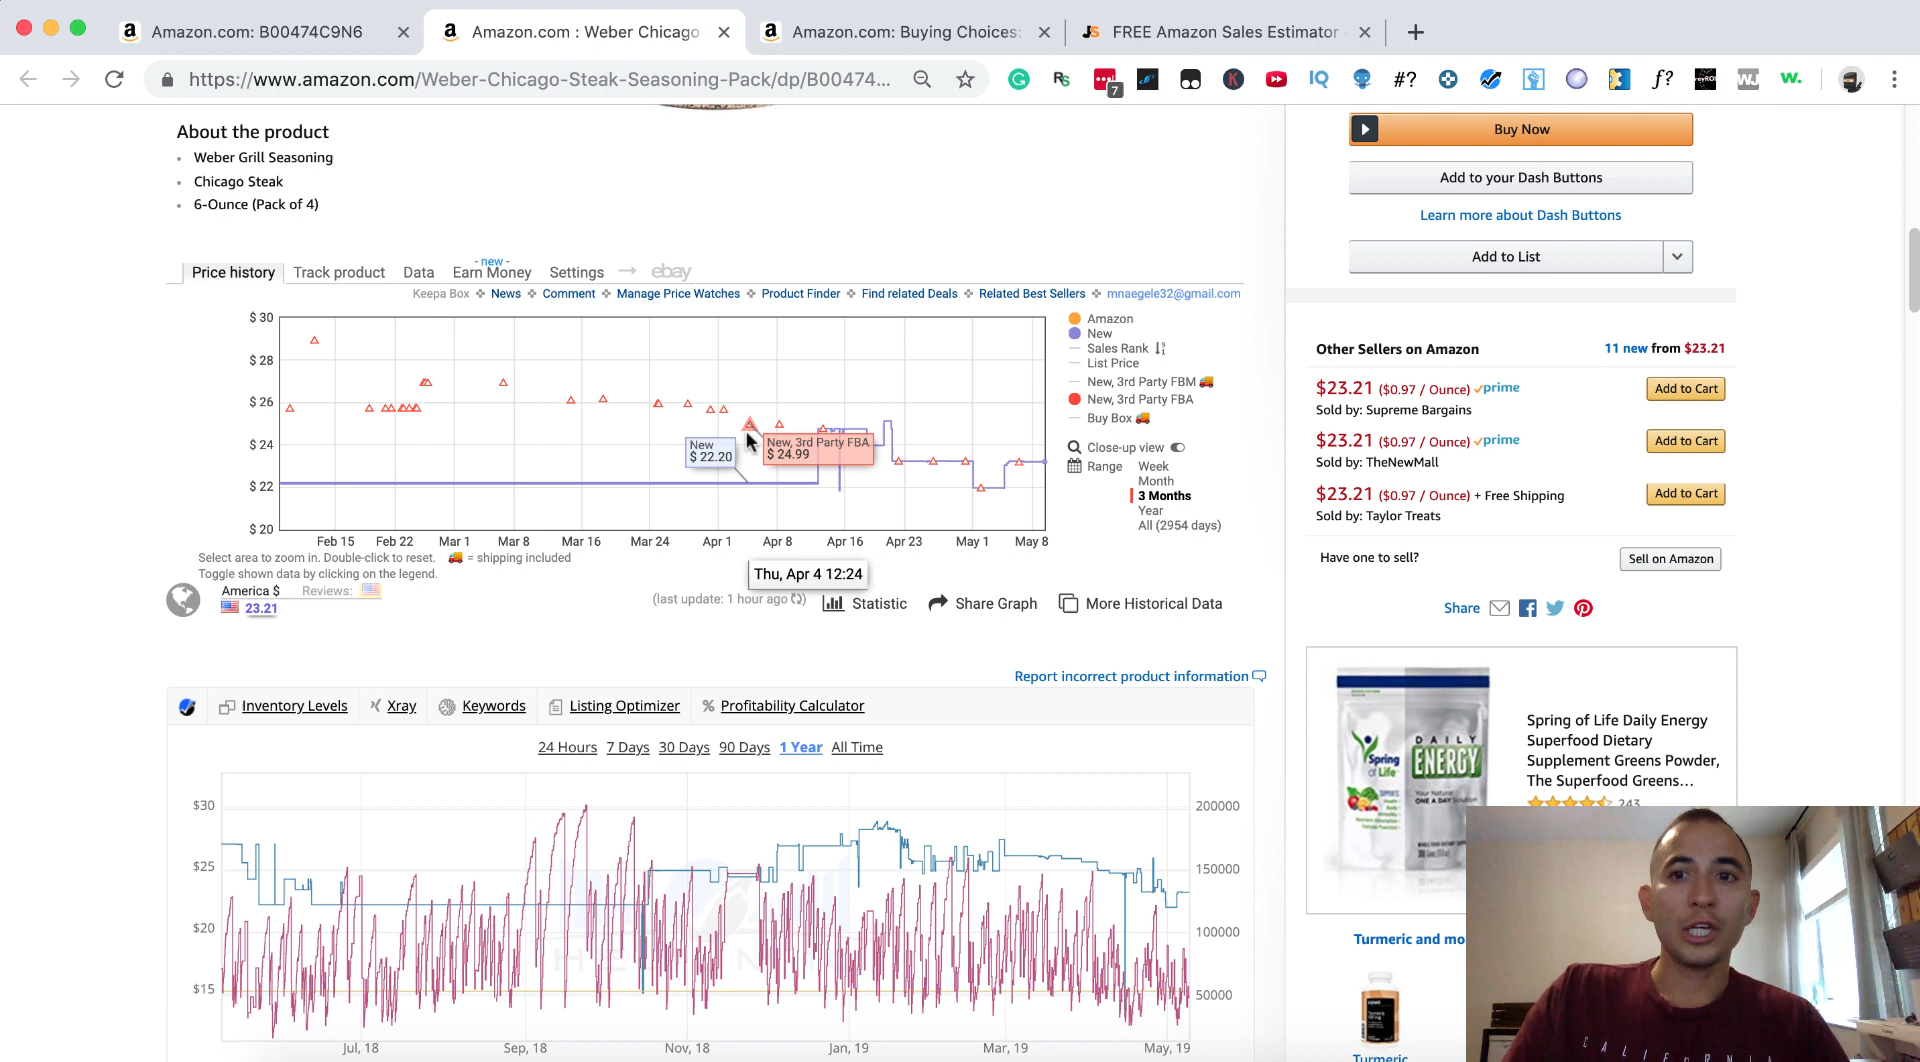 Amazon.com: B00474C9N6
Amazon.com : Weber Chicago
Amazon.com: Buying Choices:
FREE Amazon Sales Estimator
https://www.amazon.com/Weber-Chicago-Steak-Seasoning-Pack/dp/B00474...
7
IQ
#?
f?
WJ
w.
About the product
Weber Grill Seasoning
Chicago Steak
6-Ounce (Pack of 4)
Buy Now
Add to your Dash Buttons
Learn more about Dash Buttons
Add to List
- new -
Price history Track product Data Earn Money Settings ebay
Keepa Box News Comment Manage Price Watches Product Finder Find related Deals Related Best Sellers mnaegele32@gmail.com
$ 30
$ 28
$ 26
$ 24
$ 22
$ 20
New
$ 22.20
New, 3rd Party FBA
$ 24.99
Feb 15 Feb 22 Mar 1 Mar 8 Mar 16 Mar 24 Apr 1 Apr 8 Apr 16 Apr 23 May 1 May 8
Amazon
New
Sales Rank
List Price
New, 3rd Party FBM
New, 3rd Party FBA
Buy Box
Close-up view
Range
Week
Month
3 Months
Year
All (2954 days)
Select area to zoom in. Double-click to reset. = shipping included
Toggle shown data by clicking on the legend.
Thu, Apr 4 12:24
America $ Reviews:
23.21
(last update: 1 hour ago )
Statistic
Share Graph
More Historical Data
Other Sellers on Amazon 11 new from $23.21
$23.21 ($0.97 / Ounce) prime
Add to Cart
Sold by: Supreme Bargains
$23.21 ($0.97 / Ounce) prime
Add to Cart
Sold by: TheNewMall
$23.21 ($0.97 / Ounce) + Free Shipping
Add to Cart
Sold by: Taylor Treats
Have one to sell?
Sell on Amazon
Share
Report incorrect product information
Inventory Levels Xray Keywords Listing Optimizer Profitability Calculator
24 Hours 7 Days 30 Days 90 Days 1 Year All Time
$30
$25
$20
$15
200000
150000
100000
50000
Jul, 18 Sep, 18 Nov, 18 Jan, 19 Mar, 19 May, 19
Spring of Life
DAILY
ENERGY
Spring of Life Daily Energy
Superfood Dietary
Supplement Greens Powder,
The Superfood Greens...
243
Turmeric and mo
Turmeric
CALIFORNIA